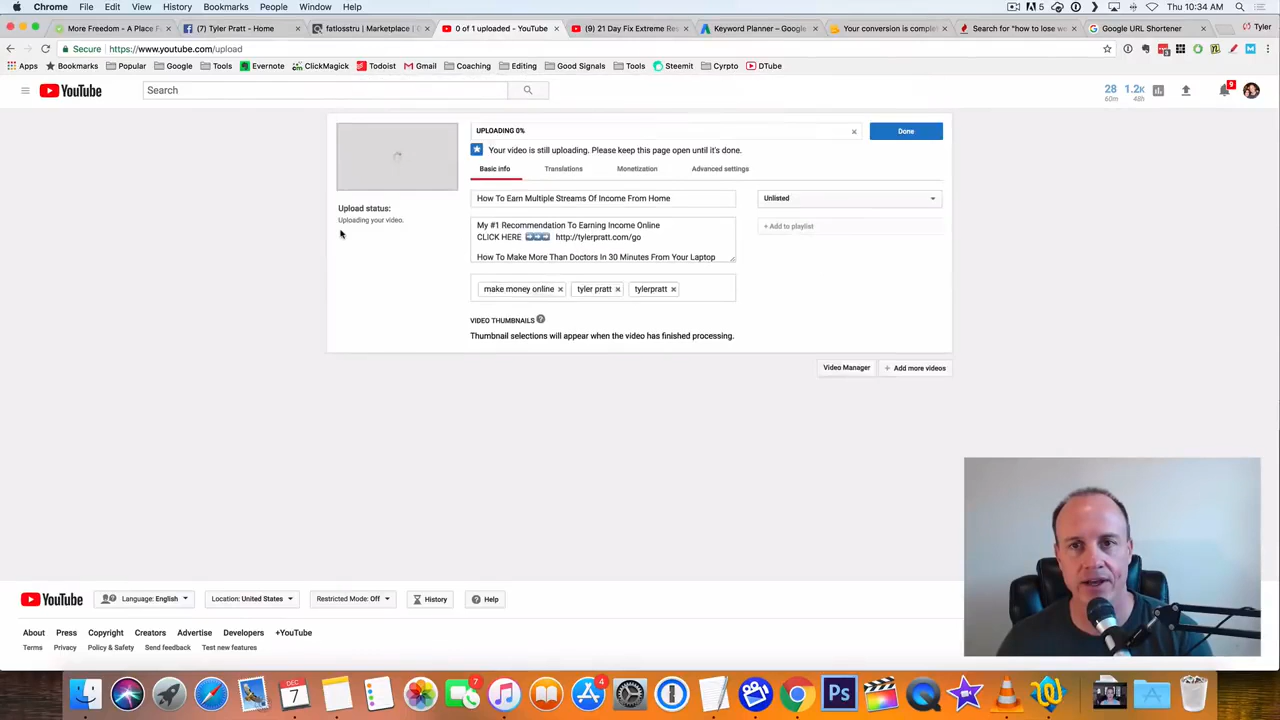 Chrome File Edit View History Bookmarks People Window Help
5 Thu 10:34 AM
More Freedom - A Place F
(7) Tyler Pratt - Home
fatlosstru | Marketplace | C
0 of 1 uploaded - YouTube
(9) 21 Day Fix Extreme Res
Keyword Planner – Google
Your conversion is comple
Search for "how to lose w
Google URL Shortener
Tyler
Secure https://www.youtube.com/upload
Apps Bookmarks Popular Google Tools Evernote ClickMagick Todoist Gmail Coaching Editing Good Signals Tools Steemit Cyrpto DTube
YouTube
Search
28
60m
1.2K
48h
9
UPLOADING 0%
Done
Your video is still uploading. Please keep this page open until it's done.
Basic info Translations Monetization Advanced settings
Upload status:
Uploading your video.
How To Earn Multiple Streams Of Income From Home
Unlisted
My #1 Recommendation To Earning Income Online
CLICK HERE ➡➡➡ http://tylerpratt.com/go
How To Make More Than Doctors In 30 Minutes From Your Laptop
+ Add to playlist
make money online × tyler pratt × tylerpratt ×
VIDEO THUMBNAILS ?
Thumbnail selections will appear when the video has finished processing.
Video Manager
+ Add more videos
YouTube
Language: English
Location: United States
Restricted Mode: Off
History
Help
About Press Copyright Creators Advertise Developers +YouTube
Terms Privacy Policy & Safety Send feedback Test new features
DEC
7
7
4
Ps